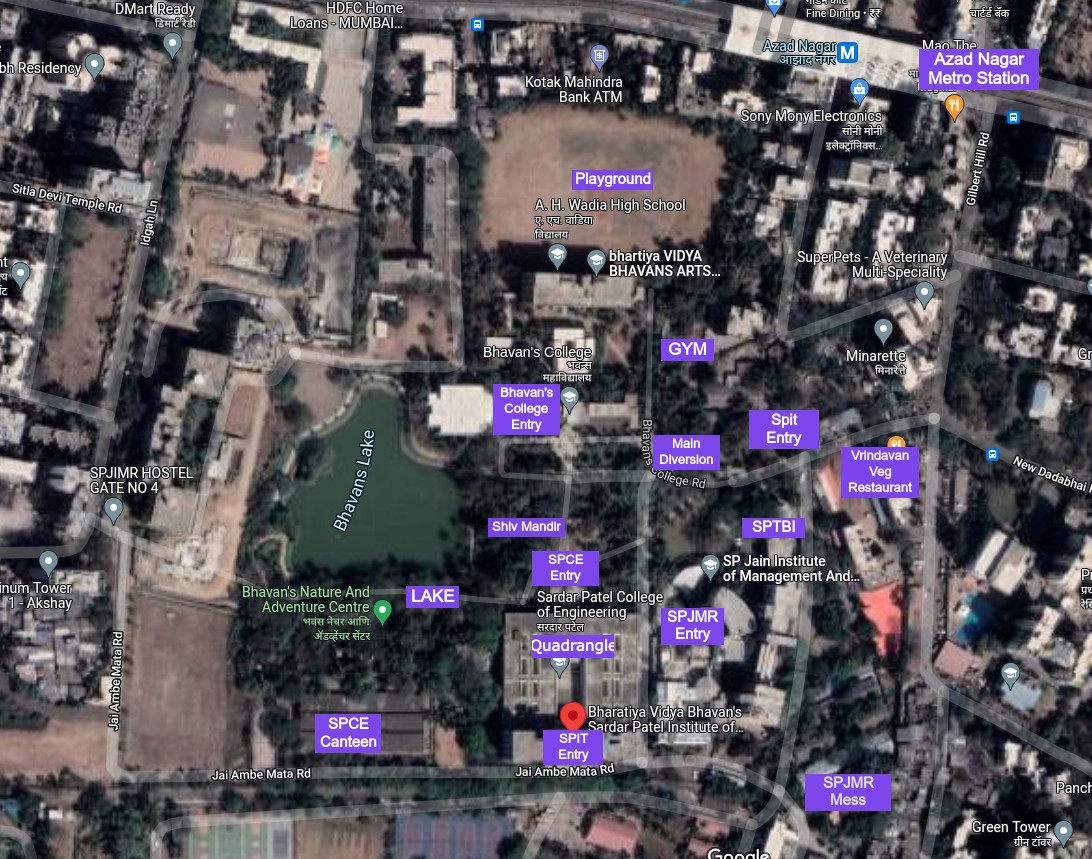 DMart Ready
डिमार्ट रेडी
HDFC Home
Loans - MUMBAI...
Fine Dining • ₹₹
चार्टर्ड बँक
Azad Nagar
आझाद नगर
M
Mao The
Azad Nagar
Metro Station
bh Residency
Kotak Mahindra
Bank ATM
Sony Mony Electronics
सोनी मोनी
इलेक्ट्रॉनिक्स...
Gilbert Hill Rd
Playground
Sitla Devi Temple Rd
Idgah Ln
A. H. Wadia High School
ए. एच. वाडिया
विद्यालय
bhartiya VIDYA
BHAVANS ARTS...
SuperPets - A Veterinary
Multi-Speciality
GYM
Minarette
मिनारेत्ते
Bhavan's College
भवन्स
महाविद्यालय
Bhavan's
College
Entry
Spit
Entry
Main
Diversion
Bhavan's College Rd
Vrindavan
Veg
Restaurant
New Dadabhai
SPJIMR HOSTEL
GATE NO 4
Bhavans Lake
Shiv Mandir
SPTBI
SPCE
Entry
SP Jain Institute
of Management And...
inum Tower
1 - Akshay
Bhavan's Nature And
Adventure Centre
भवंस नेचर आणि
अ‍ॅडव्हेंचर सेंटर
LAKE
Sardar Patel College
of Engineering
सरदार पटेल
SPJMR
Entry
Quadrangle
Jai Ambe Mata Rd
SPCE
Canteen
Bharatiya Vidya Bhavan's
Sardar Patel Institute of...
SPIT
Entry
Jai Ambe Mata Rd
Jai Ambe Mata Rd
SPJMR
Mess
Panch
Green Tower
ग्रीन टॉवर
Google